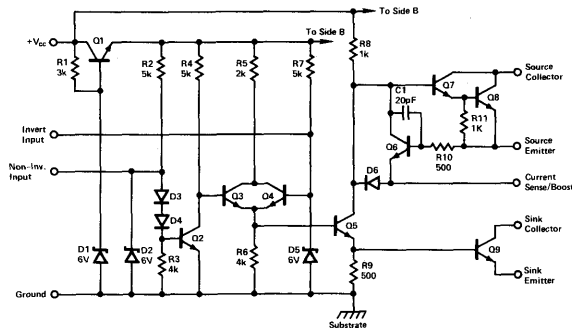 To Side B
+Vcc
Q1
To Side B
R1
3k
R2
5k
R4
5k
R5
2k
R7
5k
R8
1k
Source
Collector
Q7
Q8
C1
20pF
R11
1K
Invert
Input
Q6
R10
500
Source
Emitter
Non-Inv.
Input
D6
Current
Sense/Boost
D3
D4
Q3
Q4
Q5
Q2
Sink
Collector
Q9
D1
6V
D2
6V
R3
4k
R6
4k
D5
6V
R9
500
Sink
Emitter
Ground
Substrate